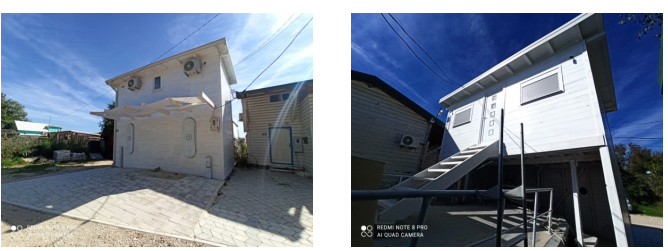 REDMI NOTE 8 PRO
AI QUAD CAMERA
REDMI NOTE 8 PRO
AI QUAD CAMERA